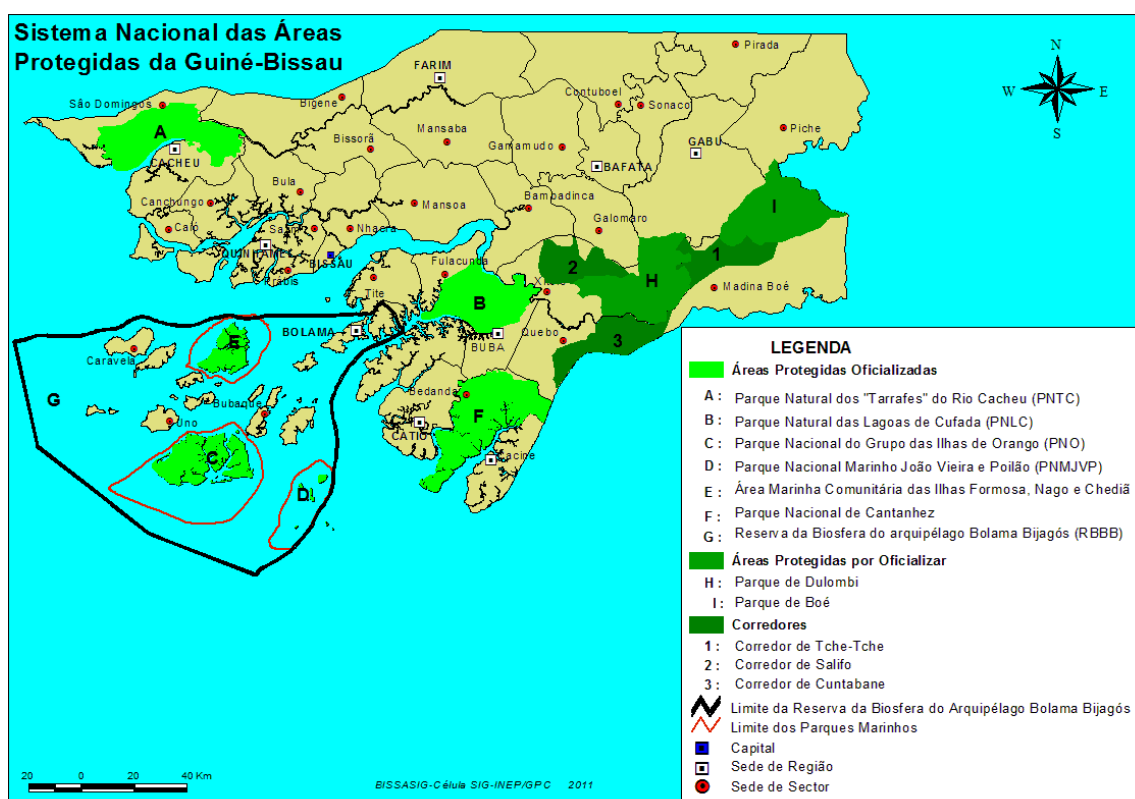 Sistema Nacional das Áreas
Protegidas da Guiné-Bissau
N
W
E
S
Pirada
FARIM
São Domingos
Bigene
Contuboel
Sonaco
A
Bissorã
Mansaba
Gamamudo
Piche
GABU
CACHEU
BAFATA
Bula
Canchungo
Mansoa
Bambadinca
I
Caió
Nhacra
Galomaro
1
BISSAU
Fulacunda
2
H
Tite
B
Madina Boé
BOLAMA
BUBA
Quebo
3
E
Caravela
G
Bedanda
Bubaque
Uno
F
CATIO
C
D
LEGENDA
Áreas Protegidas Oficializadas
A : Parque Natural dos "Tarrafes" do Rio Cacheu (PNTC)
B : Parque Natural das Lagoas de Cufada (PNLC)
C : Parque Nacional do Grupo das Ilhas de Orango (PNO)
D : Parque Nacional Marinho João Vieira e Poilão (PNMJVP)
E : Área Marinha Comunitária das Ilhas Formosa, Nago e Chediã
F : Parque Nacional de Cantanhez
G : Reserva da Biosfera do arquipélago Bolama Bijagós (RBBB)
Áreas Protegidas por Oficializar
H : Parque de Dulombi
I : Parque de Boé
Corredores
1 : Corredor de Tche-Tche
2 : Corredor de Salifo
3 : Corredor de Cuntabane
Limite da Reserva da Biosfera do Arquipélago Bolama Bijagós
Limite dos Parques Marinhos
Capital
Sede de Região
Sede de Sector
20 0 20 40 Km
BISSASIG-Célula SIG-INEP/GPC 2011